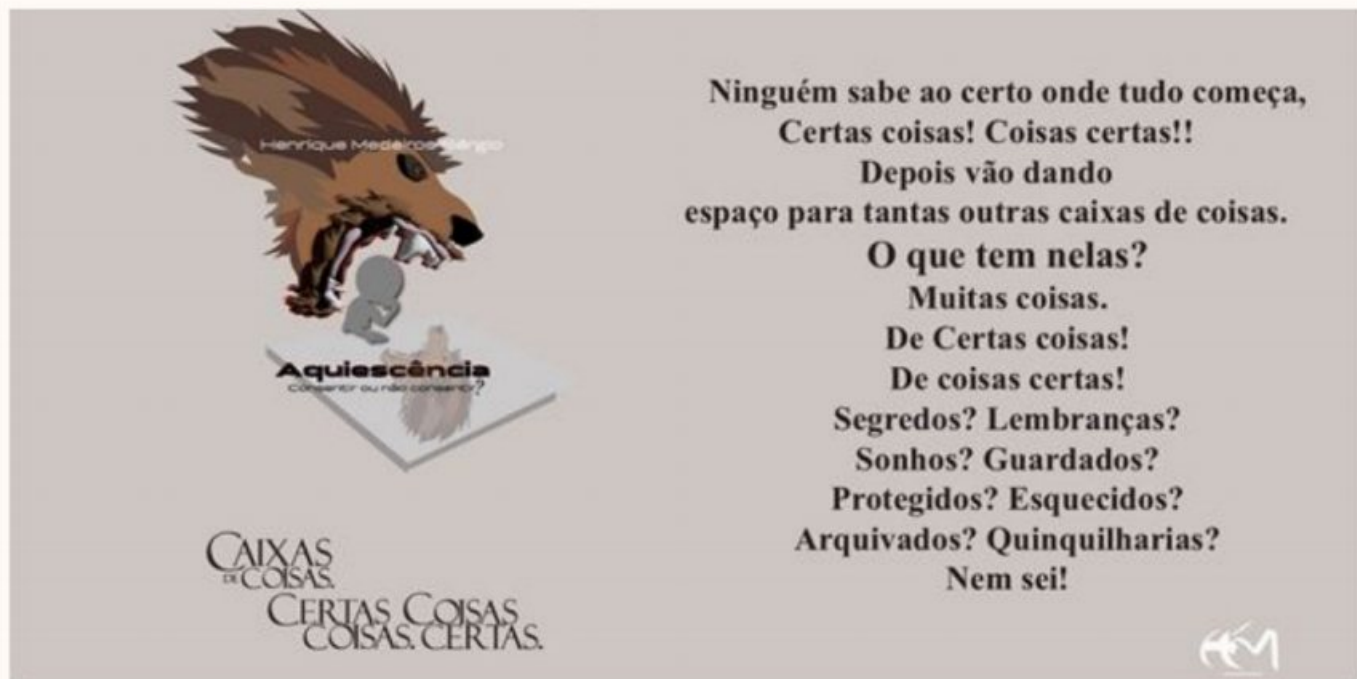 Henrique Medeiros
Aquiescência
Consentir ou não consentir?
CAIXAS
DE COISAS.
CERTAS COISAS
COISAS. CERTAS.
Ninguém sabe ao certo onde tudo começa,
Certas coisas! Coisas certas!!
Depois vão dando
espaço para tantas outras caixas de coisas.
O que tem nelas?
Muitas coisas.
De Certas coisas!
De coisas certas!
Segredos? Lembranças?
Sonhos? Guardados?
Protegidos? Esquecidos?
Arquivados? Quinquilharias?
Nem sei!